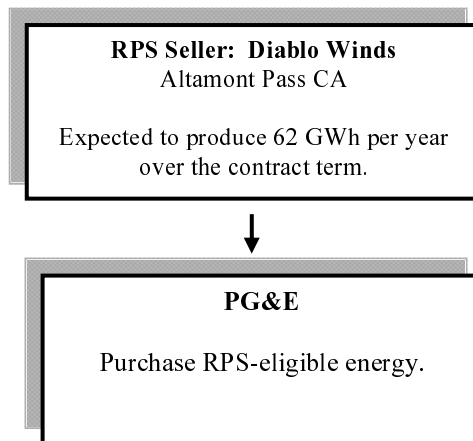 RPS Seller:  Diablo Winds
Altamont Pass CA
Expected to produce 62 GWh per year
over the contract term.
PG&E
Purchase RPS-eligible energy.